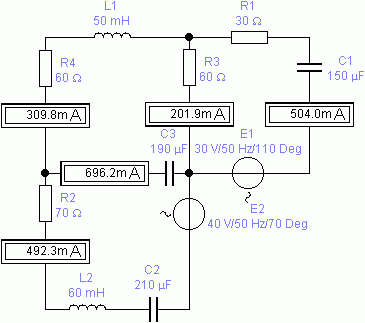 L1
50 mH
R1
30 Ω
R4
60 Ω
R3
60 Ω
C1
150 µF
309.8mA
201.9mA
504.0mA
C3
190 µF
E1
30 V/50 Hz/110 Deg
696.2mA
R2
70 Ω
E2
40 V/50 Hz/70 Deg
492.3mA
L2
60 mH
C2
210 µF